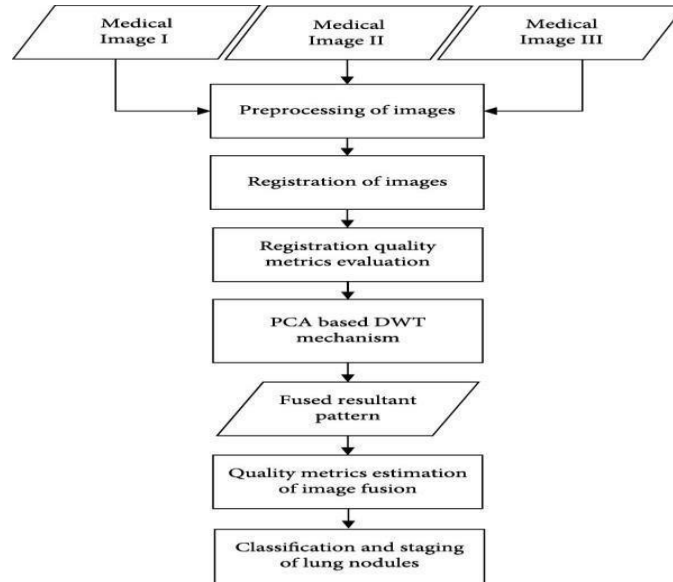 Medical
Image I
Medical
Image II
Medical
Image III
Preprocessing of images
Registration of images
Registration quality
metrics evaluation
PCA based DWT
mechanism
Fused resultant
pattern
Quality metrics estimation
of image fusion
Classification and staging
of lung nodules